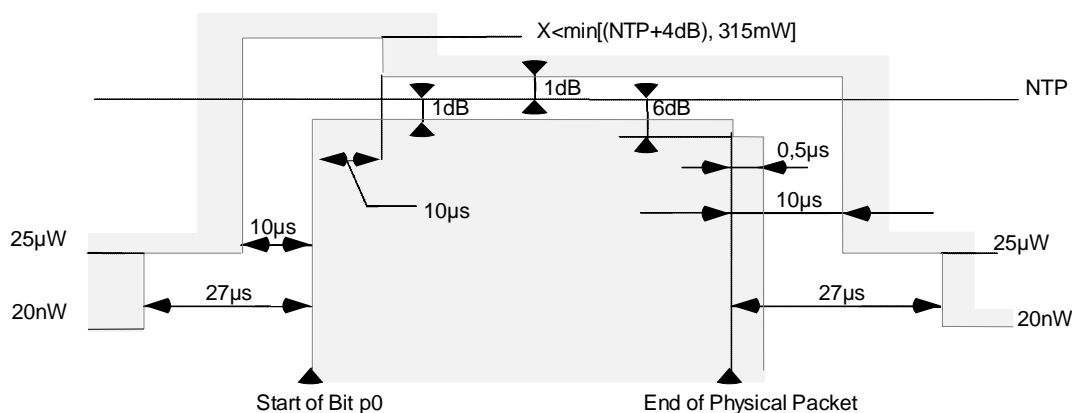 X<min[(NTP+4dB), 315mW]
NTP
1dB
1dB
6dB
0,5µs
10µs
10µs
10µs
25µW
25µW
27µs
27µs
20nW
20nW
Start of Bit p0
End of Physical Packet